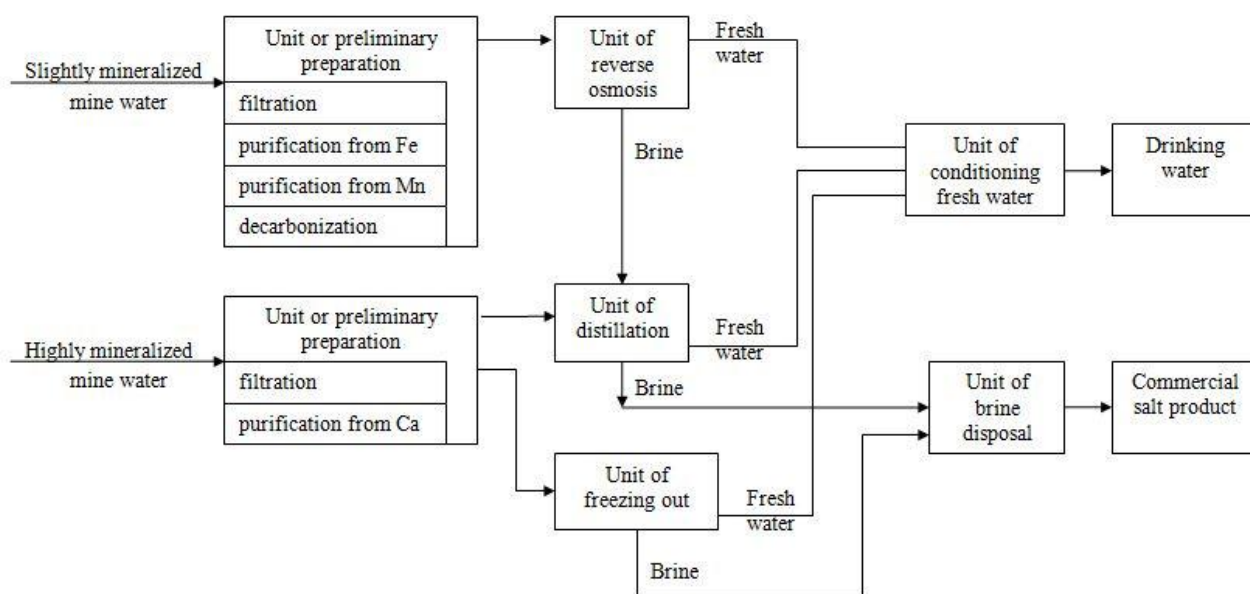 Slightly mineralized
mine water
Unit or preliminary
preparation
filtration
purification from Fe
purification from Mn
decarbonization
Unit of
reverse
osmosis
Fresh
water
Brine
Unit of
conditioning
fresh water
Drinking
water
Highly mineralized
mine water
Unit or preliminary
preparation
filtration
purification from Ca
Unit of
distillation
Fresh
water
Brine
Unit of
brine
disposal
Commercial
salt product
Unit of
freezing out
Fresh
water
Brine